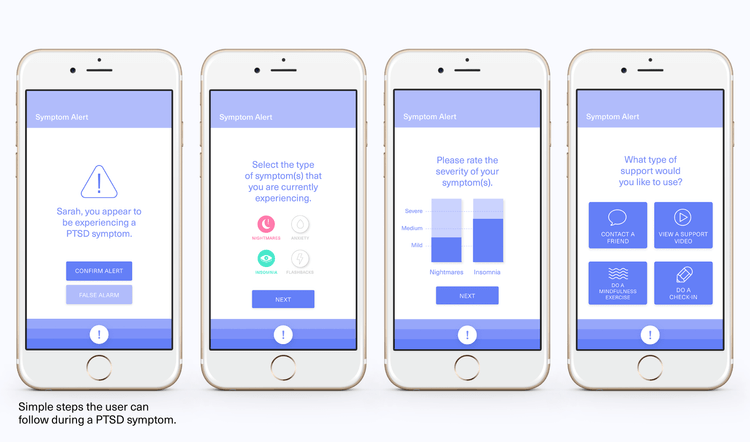 Symptom Alert
Sarah, you appear to
be experiencing a
PTSD symptom.
CONFIRM ALERT
FALSE ALARM
Symptom Alert
Select the type
of symptom(s) that
you are currently
experiencing.
NIGHTMARES
ANXIETY
INSOMNIA
FLASHBACKS
NEXT
Symptom Alert
Please rate the
severity of your
symptom(s).
Severe
Medium
Mild
Nightmares
Insomnia
NEXT
Symptom Alert
What type of
support would
you like to use?
CONTACT A
FRIEND
VIEW A SUPPORT
VIDEO
DO A
MINDFULNESS
EXERCISE
DO A
CHECK-IN
Simple steps the user can
follow during a PTSD symptom.